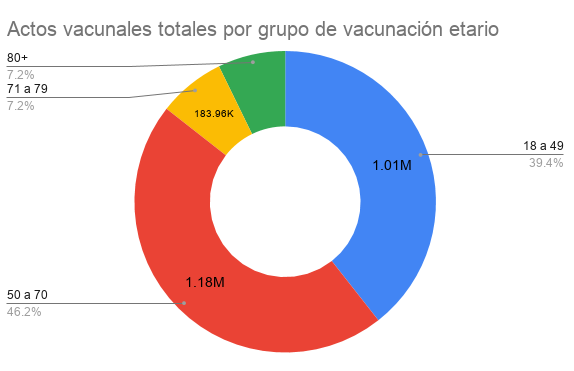 Actos vacunales totales por grupo de vacunación etario
80+
7.2%
71 a 79
7.2%
183.96K
18 a 49
39.4%
1.01M
50 a 70
46.2%
1.18M